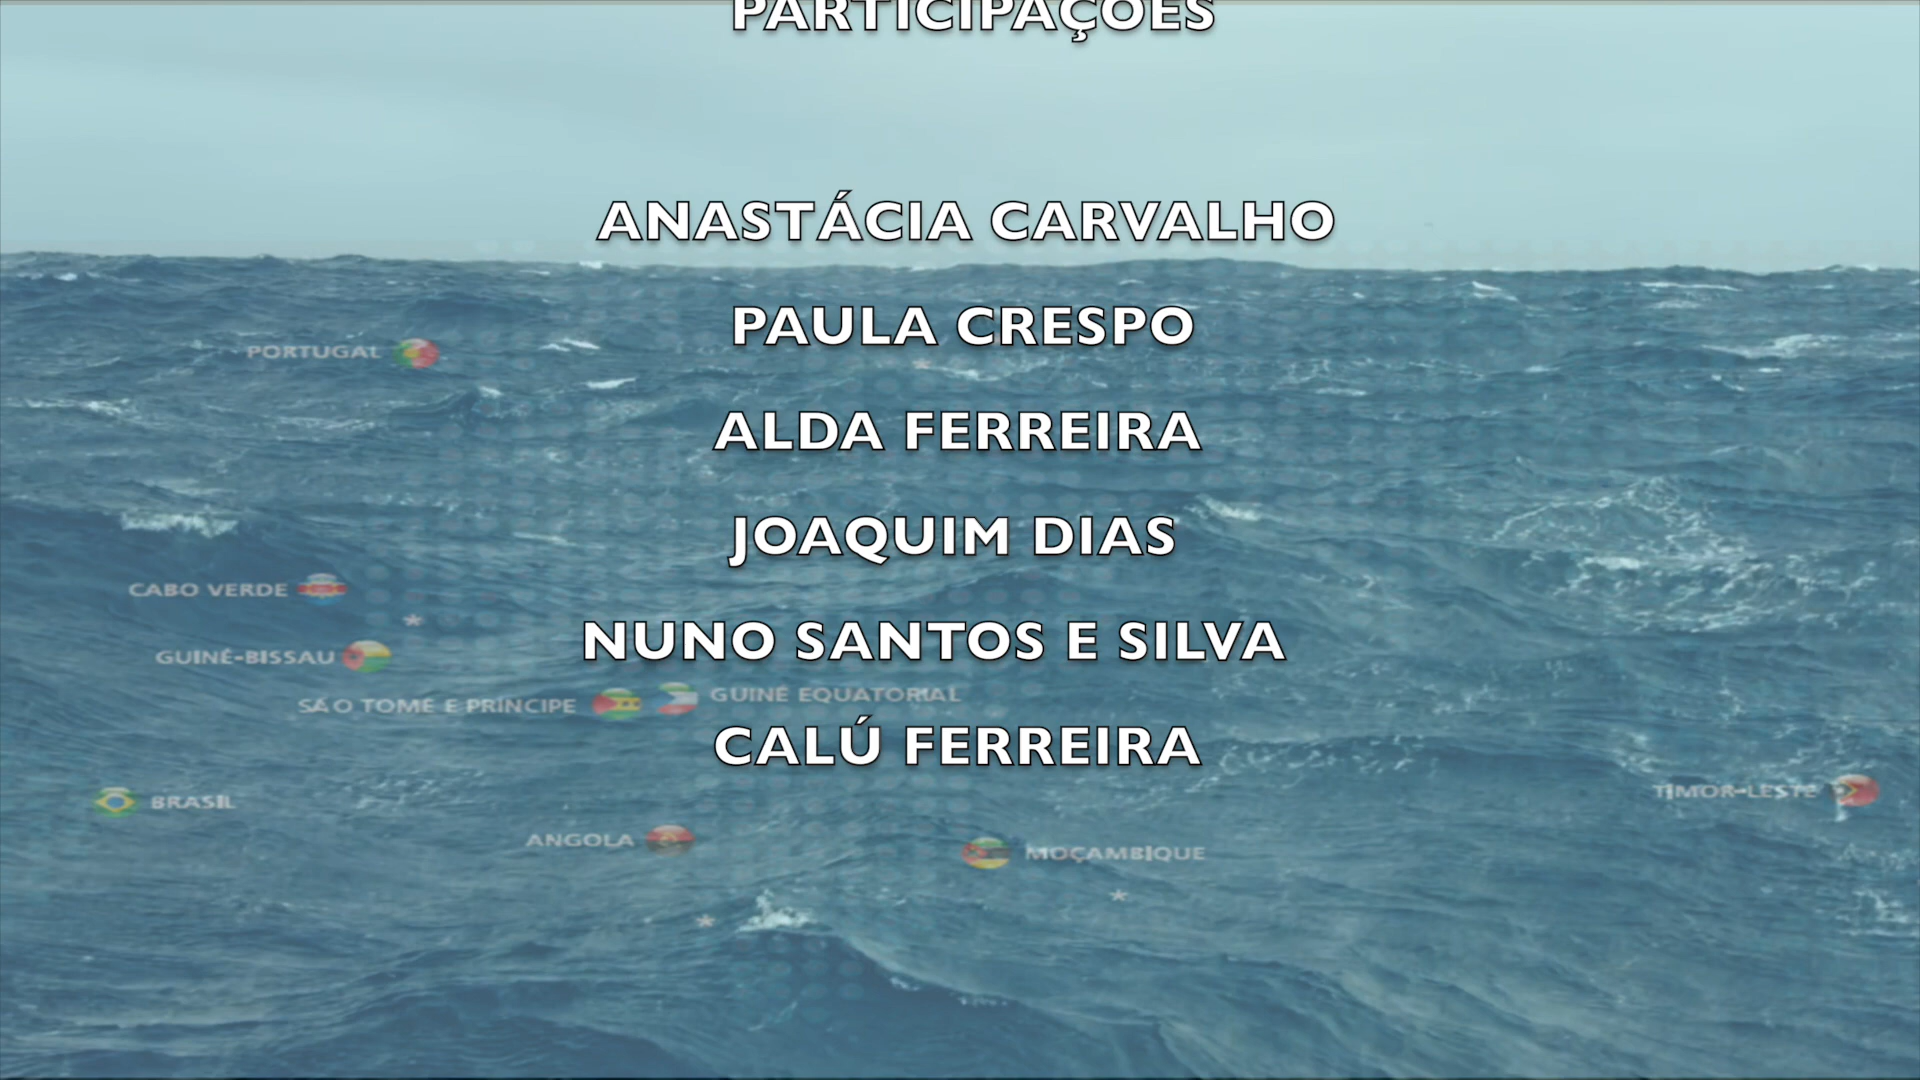 PARTICIPAÇÕES
ANASTÁCIA CARVALHO
PAULA CRESPO
PORTUGAL
ALDA FERREIRA
JOAQUIM DIAS
CABO VERDE
NUNO SANTOS E SILVA
GUINÉ-BISSAU
SÃO TOMÉ E PRÍNCIPE
GUINÉ EQUATORIAL
CALÚ FERREIRA
BRASIL
TIMOR-LESTE
ANGOLA
MOÇAMBIQUE